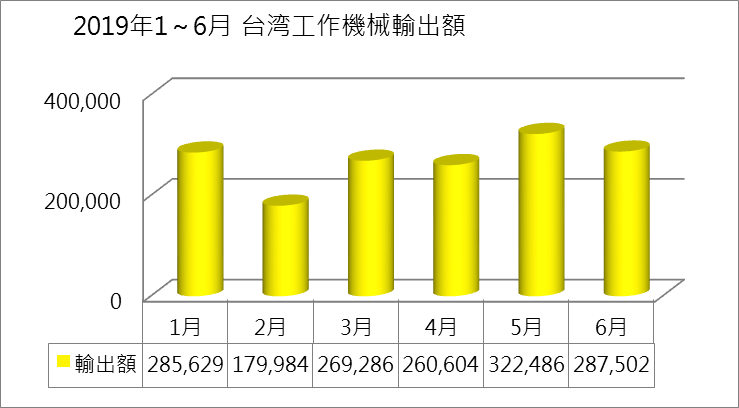 2019年1～6月 台湾工作機械輸出額
400,000
200,000
0
1月 2月 3月 4月 5月 6月
輸出額 285,629 179,984 269,286 260,604 322,486 287,502